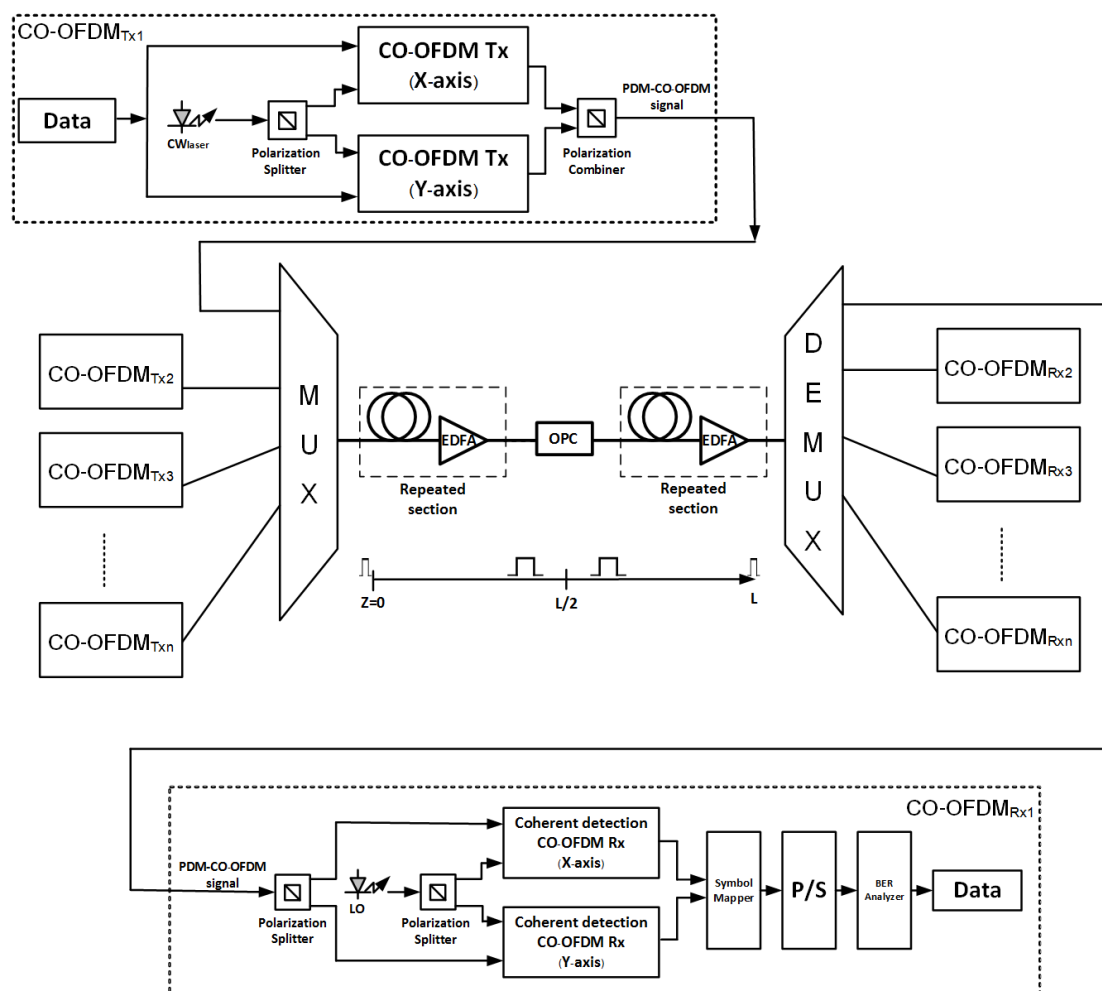 CO-OFDMTx1
Data
CWlaser
Polarization
Splitter
CO-OFDM Tx
(X-axis)
CO-OFDM Tx
(Y-axis)
Polarization
Combiner
PDM-CO-OFDM
signal
CO-OFDMTx2
CO-OFDMTx3
CO-OFDMTxn
M
U
X
EDFA
Repeated
section
OPC
EDFA
Repeated
section
Z=0
L/2
L
D
E
M
U
X
CO-OFDMRx2
CO-OFDMRx3
CO-OFDMRxn
CO-OFDMRx1
PDM-CO-OFDM
signal
Polarization
Splitter
LO
Polarization
Splitter
Coherent detection
CO-OFDM Rx
(X-axis)
Coherent detection
CO-OFDM Rx
(Y-axis)
Symbol
Mapper
P/S
BER
Analyzer
Data